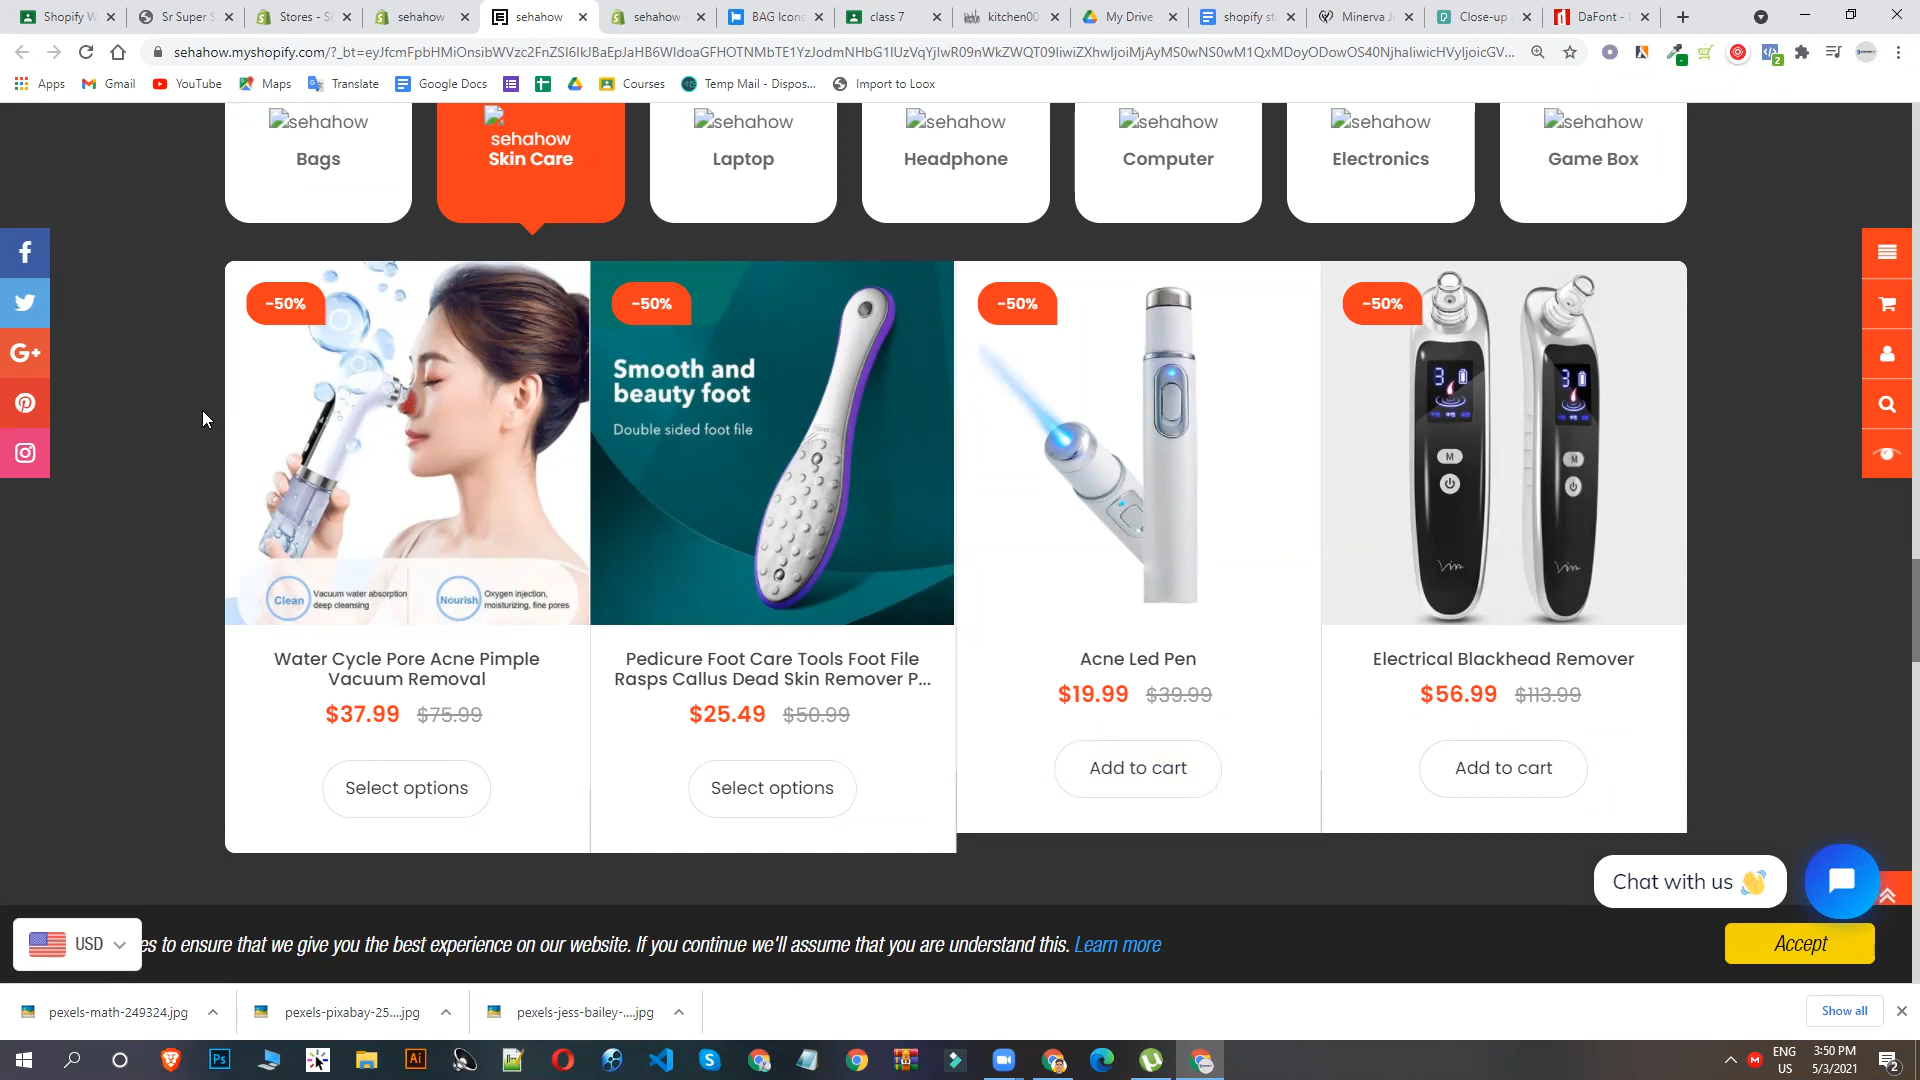 Shopify W
Sr Super S
Stores - S
sehahow
sehahow
sehahow
BAG Icons
class 7
kitchen00
My Drive
shopify st
Minerva J
Close-up
DaFont -
sehahow.myshopify.com/?_bt=
Apps
Gmail
YouTube
Maps
Translate
Google Docs
Courses
Temp Mail - Dispos...
Import to Loox
sehahow
Bags
sehahow
Skin Care
sehahow
Laptop
sehahow
Headphone
sehahow
Computer
sehahow
Electronics
sehahow
Game Box
-50%
Clean
Vacuum water absorption
deep cleansing
Nourish
Oxygen injection,
moisturizing, fine pores
Water Cycle Pore Acne Pimple
Vacuum Removal
$37.99 $75.99
Select options
-50%
Smooth and
beauty foot
Double sided foot file
Pedicure Foot Care Tools Foot File
Rasps Callus Dead Skin Remover P...
$25.49 $50.99
Select options
-50%
Acne Led Pen
$19.99 $39.99
Add to cart
-50%
3
M
3
M
Electrical Blackhead Remover
$56.99 $113.99
Add to cart
Chat with us
USD
es to ensure that we give you the best experience on our website. If you continue we'll assume that you are understand this. Learn more
Accept
pexels-math-249324.jpg
pexels-pixabay-25....jpg
pexels-jess-bailey-....jpg
Show all
ENG
US
3:50 PM
5/3/2021
2